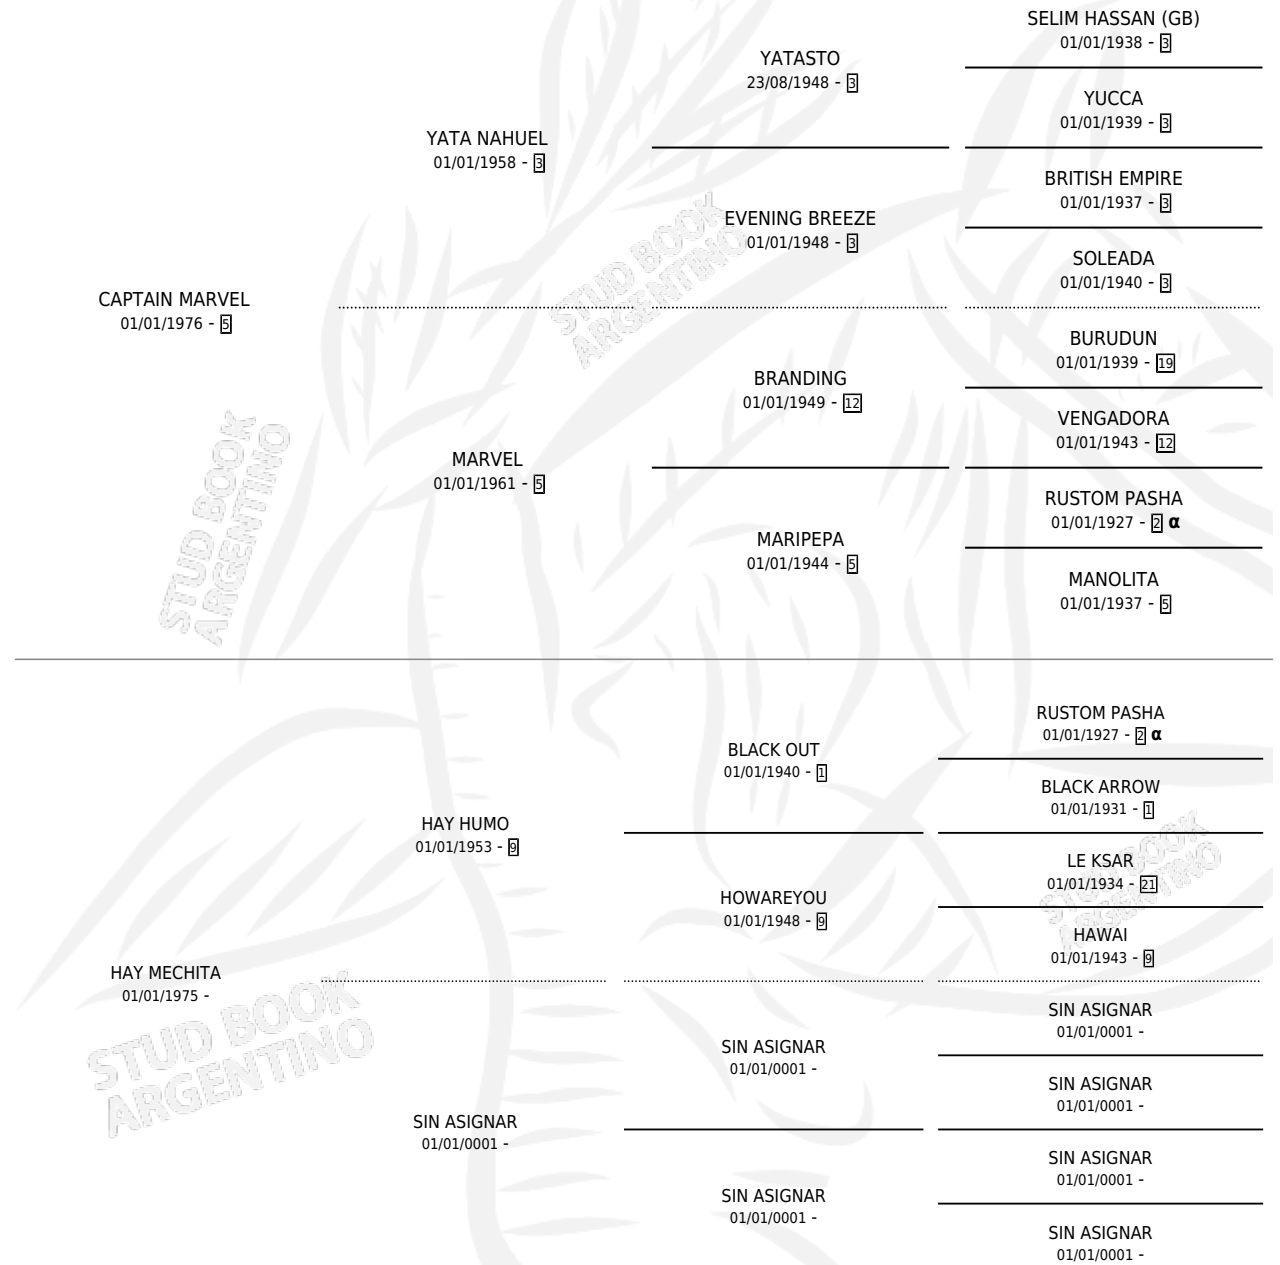 SELIM HASSAN (GB)
01/01/1938 - 3
YATASTO
23/08/1948 - 3
YUCCA
01/01/1939 - 3
YATA NAHUEL
01/01/1958 - 3
BRITISH EMPIRE
01/01/1937 - 3
EVENING BREEZE
01/01/1948 - 3
SOLEADA
01/01/1940 - 3
CAPTAIN MARVEL
01/01/1976 - 5
BURUDUN
01/01/1939 - 19
BRANDING
01/01/1949 - 12
VENGADORA
01/01/1943 - 12
MARVEL
01/01/1961 - 5
RUSTOM PASHA
01/01/1927 - 2 α
MARIPEPA
01/01/1944 - 5
MANOLITA
01/01/1937 - 5
RUSTOM PASHA
01/01/1927 - 2 α
BLACK OUT
01/01/1940 - 1
BLACK ARROW
01/01/1931 - 1
HAY HUMO
01/01/1953 - 9
LE KSAR
01/01/1934 - 21
HOWAREYOU
01/01/1948 - 9
HAWAI
01/01/1943 - 9
HAY MECHITA
01/01/1975 -
SIN ASIGNAR
01/01/0001 -
SIN ASIGNAR
01/01/0001 -
SIN ASIGNAR
01/01/0001 -
SIN ASIGNAR
01/01/0001 -
SIN ASIGNAR
01/01/0001 -
SIN ASIGNAR
01/01/0001 -
SIN ASIGNAR
01/01/0001 -
STUD BOOK
ARGENTINO
STUD BOOK
ARGENTINO
STUD BOOK
ARGENTINO
STUD BOOK
ARGENTINO